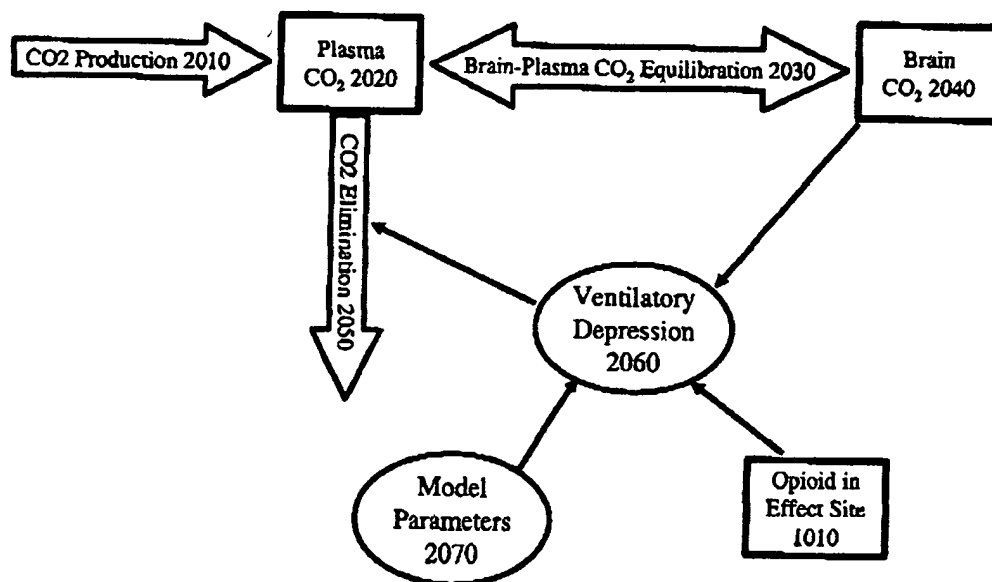 CO2 Production 2010
Plasma
CO₂ 2020
Brain-Plasma CO₂ Equilibration 2030
Brain
CO₂ 2040
CO2 Elimination 2050
Ventilatory
Depression
2060
Model
Parameters
2070
Opioid in
Effect Site
1010